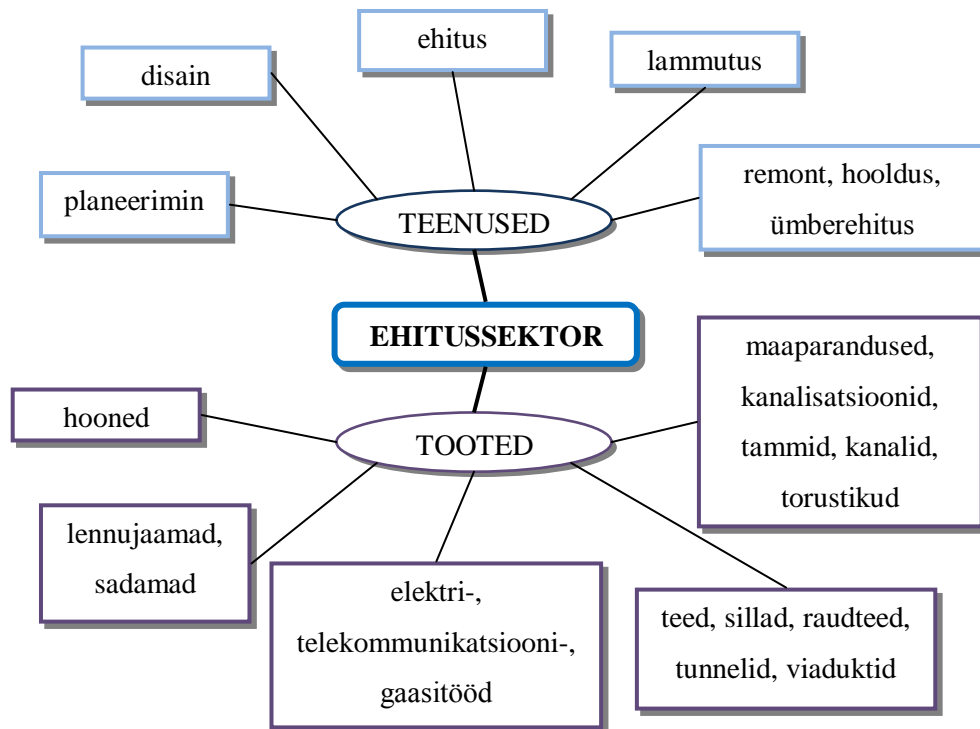 ehitus
disain
lammutus
planeerimin
remont, hooldus,
ümberehitus
TEENUSED
EHITUSSEKTOR
maaparandused,
kanalisatsioonid,
tammid, kanalid,
torustikud
hooned
TOOTED
lennujaamad,
sadamad
elektri-,
telekommunikatsiooni-,
gaasitööd
teed, sillad, raudteed,
tunnelid, viaduktid